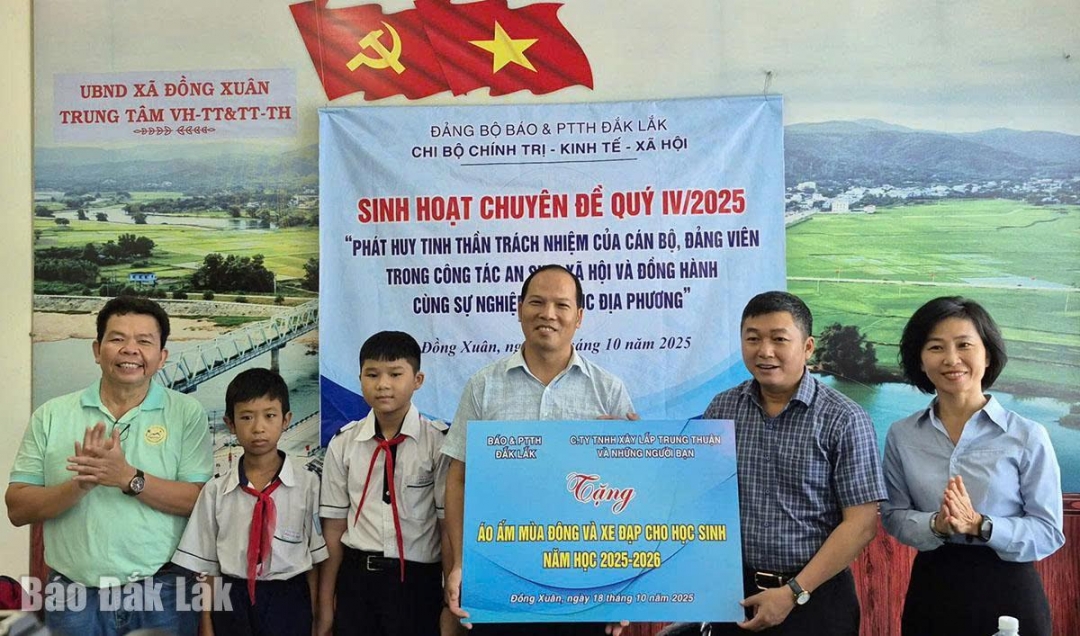 UBND XÃ ĐỒNG XUÂN
TRUNG TÂM VH-TT&TT-TH
ĐẢNG BỘ BÁO & PTTH ĐẮK LẮK
CHI BỘ CHÍNH TRỊ - KINH TẾ - XÃ HỘI
SINH HOẠT CHUYÊN ĐỀ QUÝ IV/2025
"PHÁT HUY TINH THẦN TRÁCH NHIỆM CỦA CÁN BỘ, ĐẢNG VIÊN
TRONG CÔNG TÁC AN XÃ HỘI VÀ ĐỒNG HÀNH
CÙNG SỰ NGHIỆP ĐỊA PHƯƠNG"
Đồng Xuân, 10 năm 2025
BÁO & PTTH
ĐẮK LẮK
C.TY TNHH XÂY LẮP TRUNG THUẬN
VÀ NHỮNG NGƯỜI BẠN
Tặng
ÁO ẤM MÙA ĐÔNG VÀ XE ĐẠP CHO HỌC SINH
NĂM HỌC 2025-2026
Đồng Xuân, ngày 18 tháng 10 năm 2025
Báo Đắk Lắk